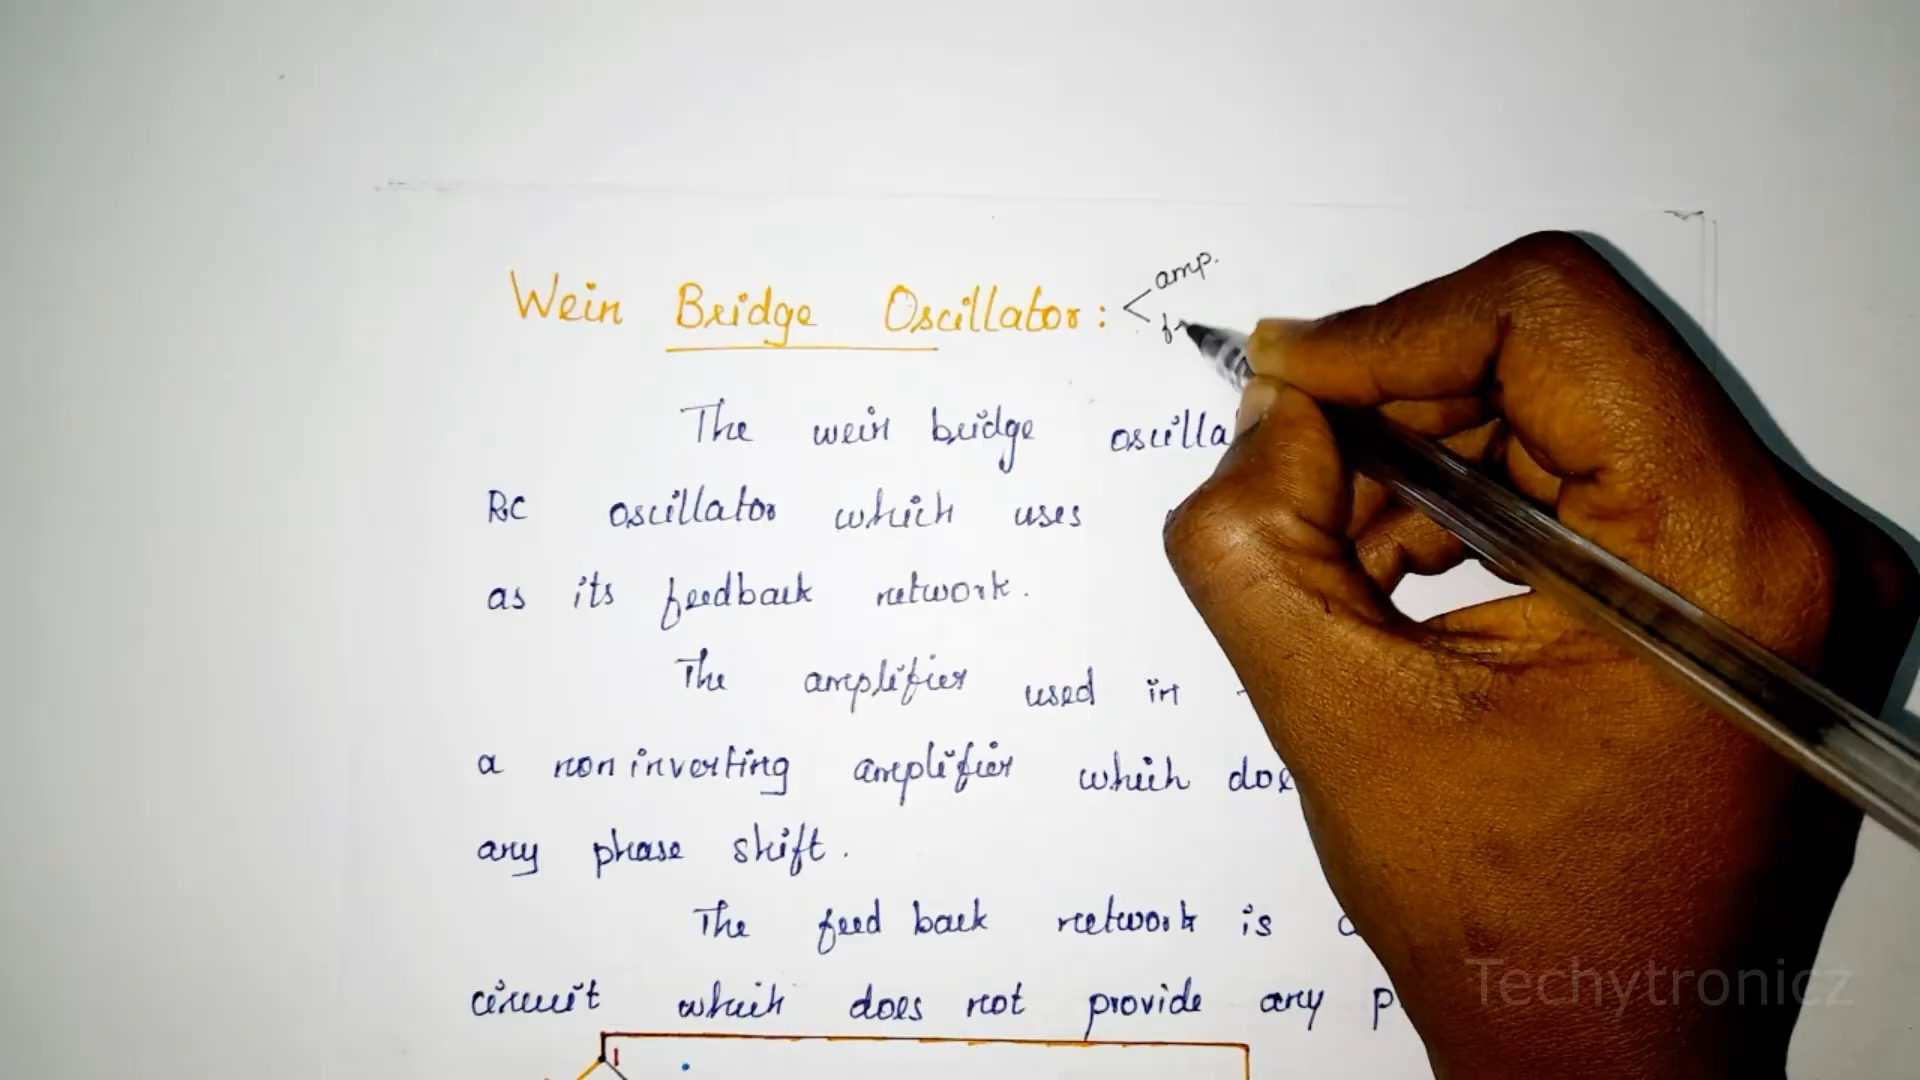 amp.
Wein Bridge Oscillator:
The wein bridge
RC oscillator which uses
as its feedback network.
The amplifier used in
a non inverting amplifier which
any phase shift.
The feed back network is
circuit which does not provide any
Techytronicz